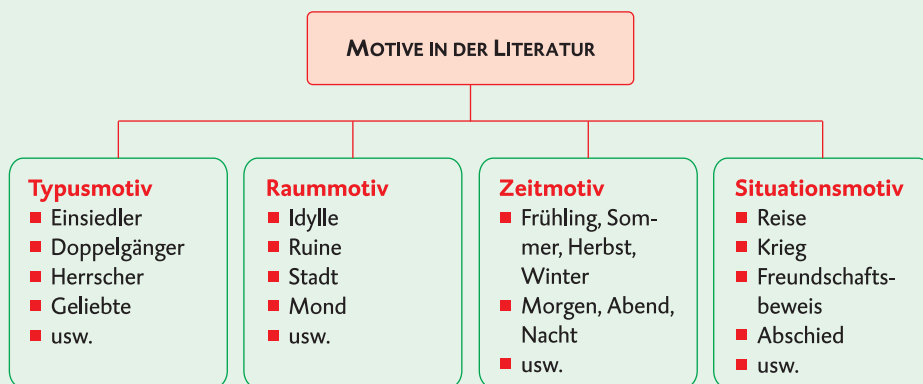 MOTIVE IN DER LITERATUR
Typusmotiv
■ Einsiedler
■ Doppelgänger
■ Herrscher
■ Geliebte
■ usw.
Raummotiv
■ Idylle
■ Ruine
■ Stadt
■ Mond
■ usw.
Zeitmotiv
■ Frühling, Som-
mer, Herbst,
Winter
■ Morgen, Abend,
Nacht
■ usw.
Situationsmotiv
■ Reise
■ Krieg
■ Freundschafts-
beweis
■ Abschied
■ usw.